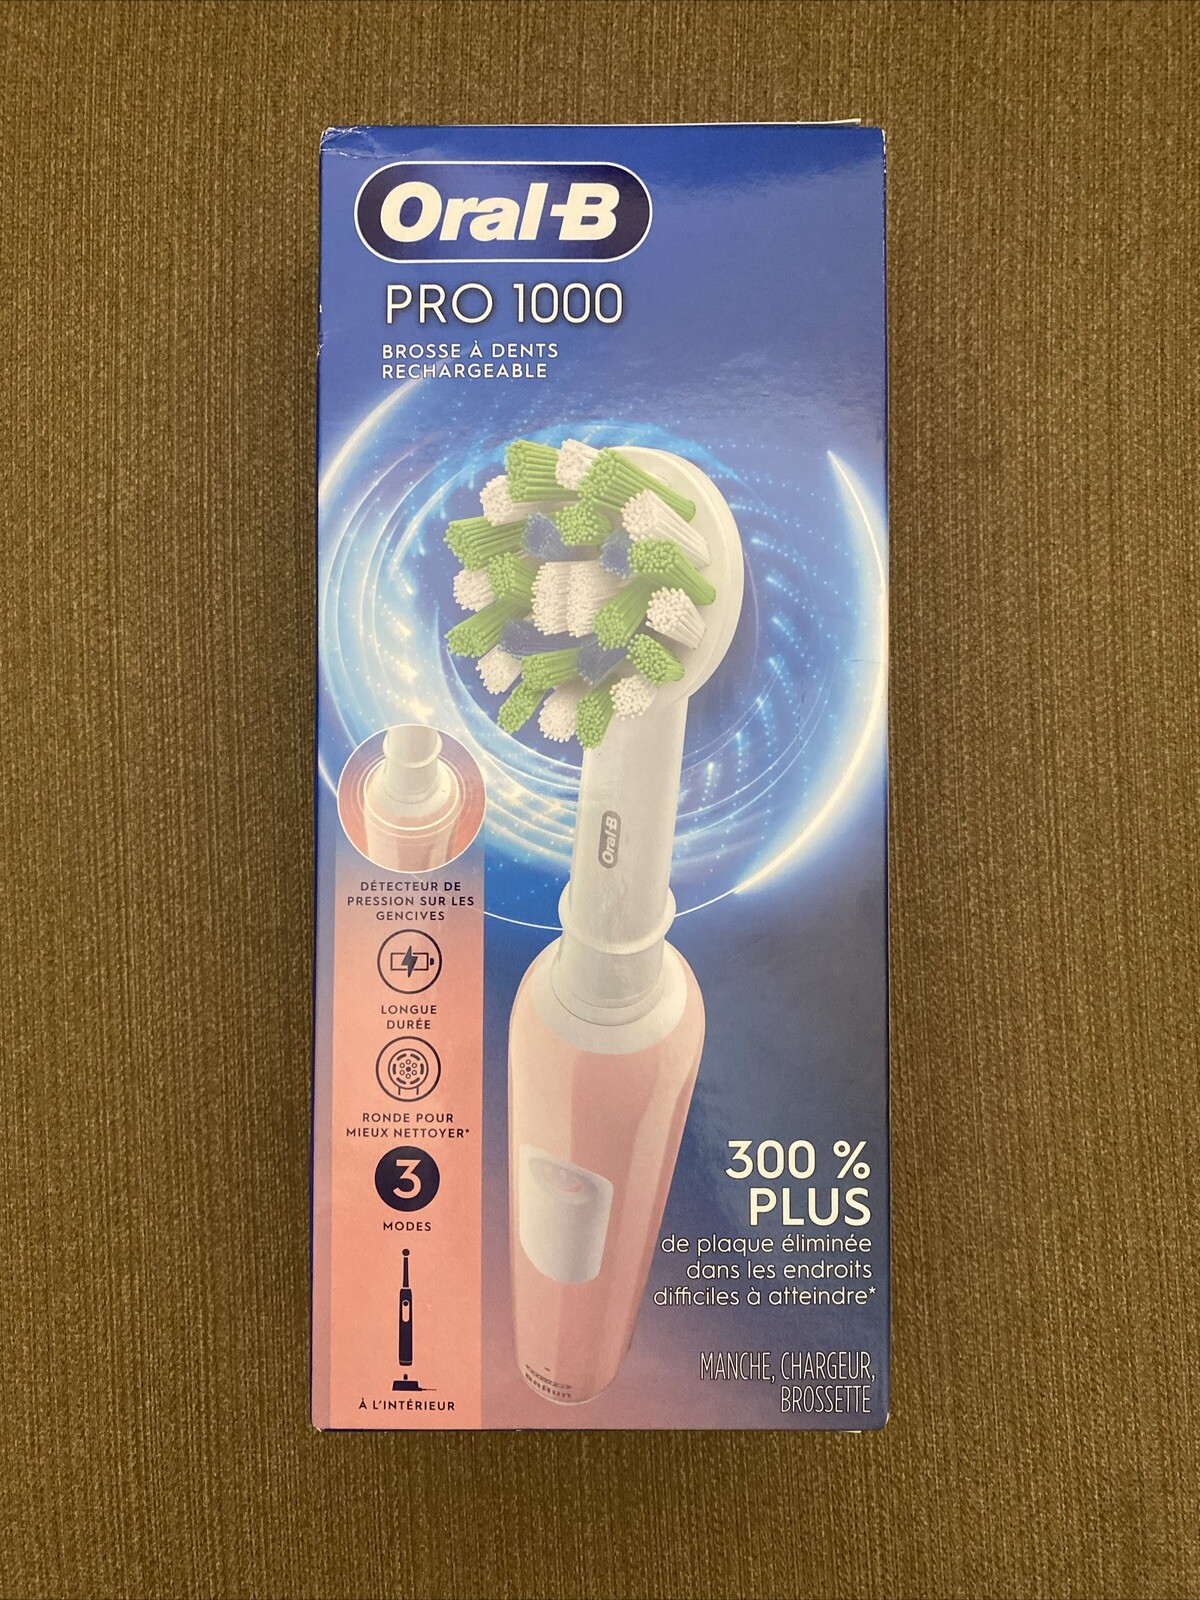 Oral-B
PRO 1000
BROSSE À DENTS
RECHARGEABLE
Oral-B
DÉTECTEUR DE
PRESSION SUR LES
GENCIVES
LONGUE
DURÉE
RONDE POUR
MIEUX NETTOYER*
3
MODES
À L'INTÉRIEUR
300 %
PLUS
de plaque éliminée
dans les endroits
difficiles à atteindre*
MANCHE, CHARGEUR,
BROSSETTE
BRAUN